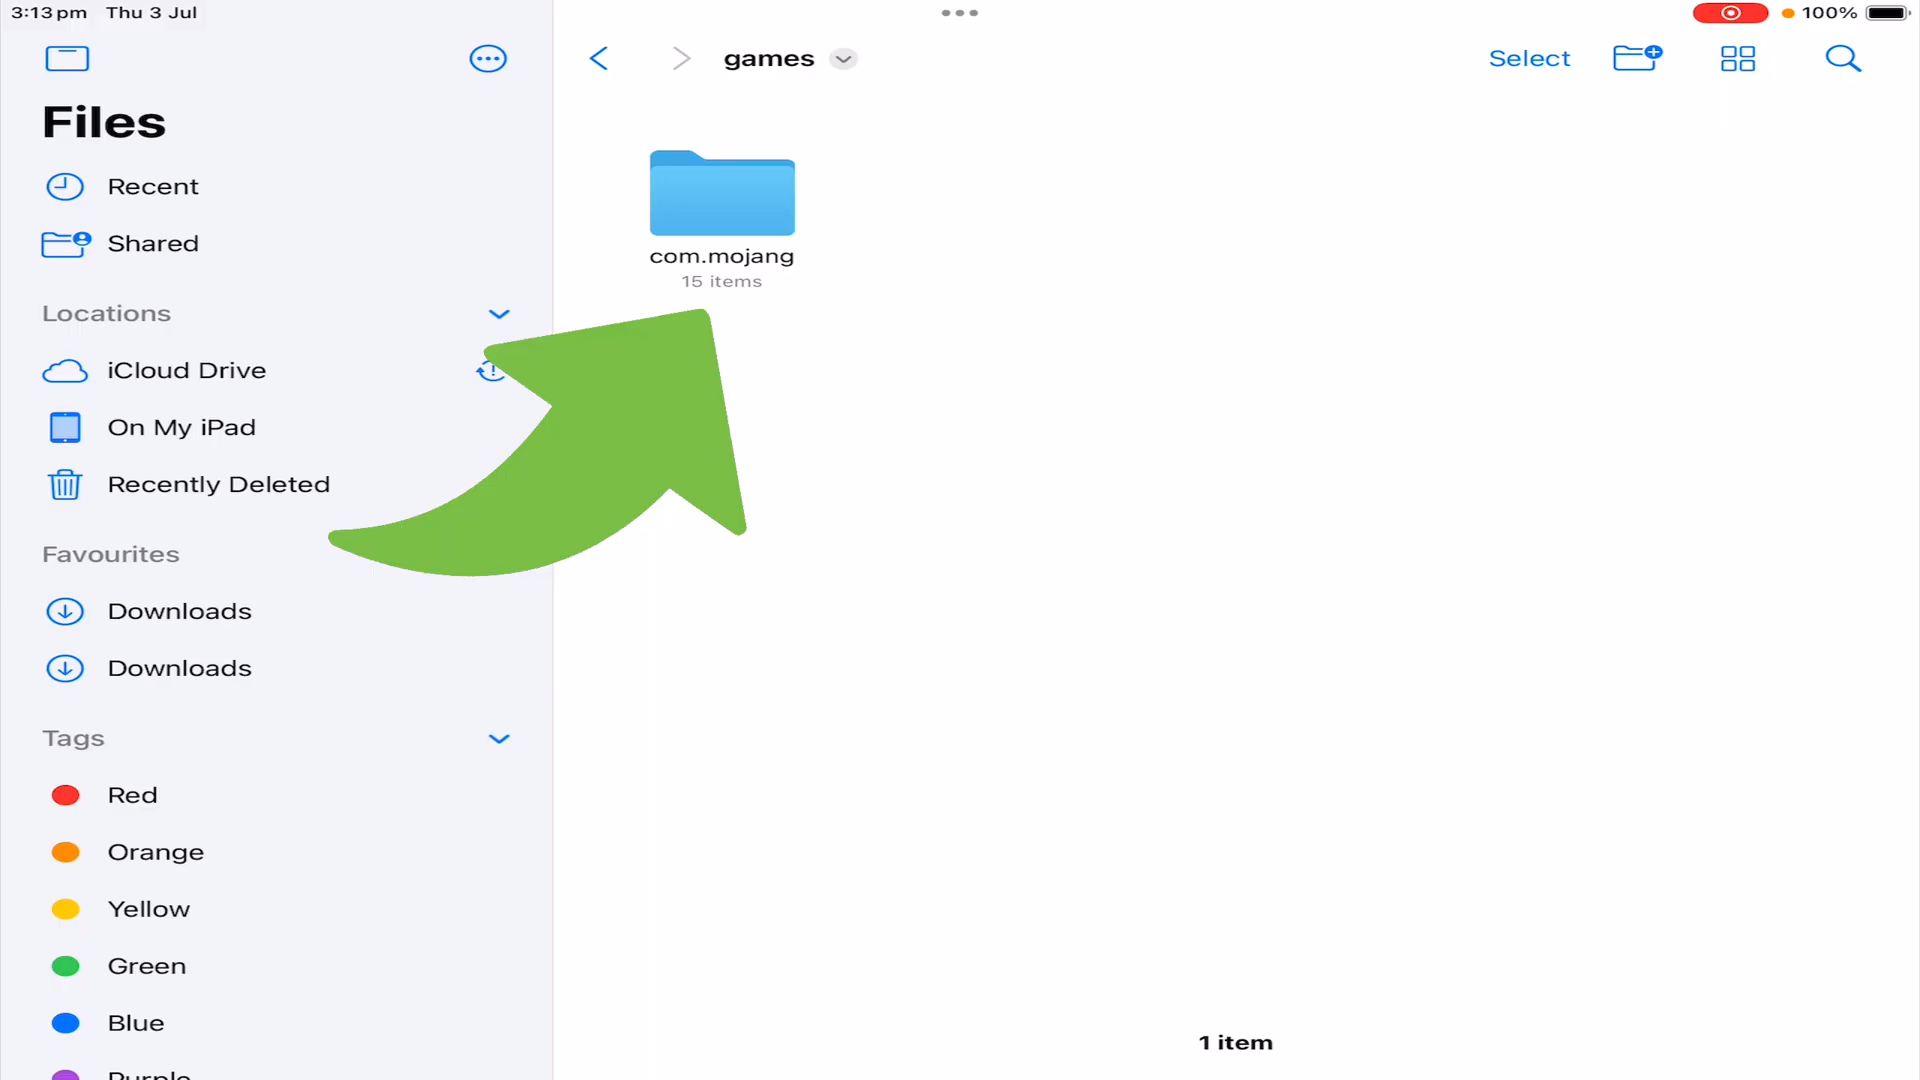 3:13 pm Thu 3 Jul
100%
Files
Recent
Shared
Locations
iCloud Drive
On My iPad
Recently Deleted
Favourites
Downloads
Downloads
Tags
Red
Orange
Yellow
Green
Blue
Purple
games
Select
com.mojang
15 items
1 item